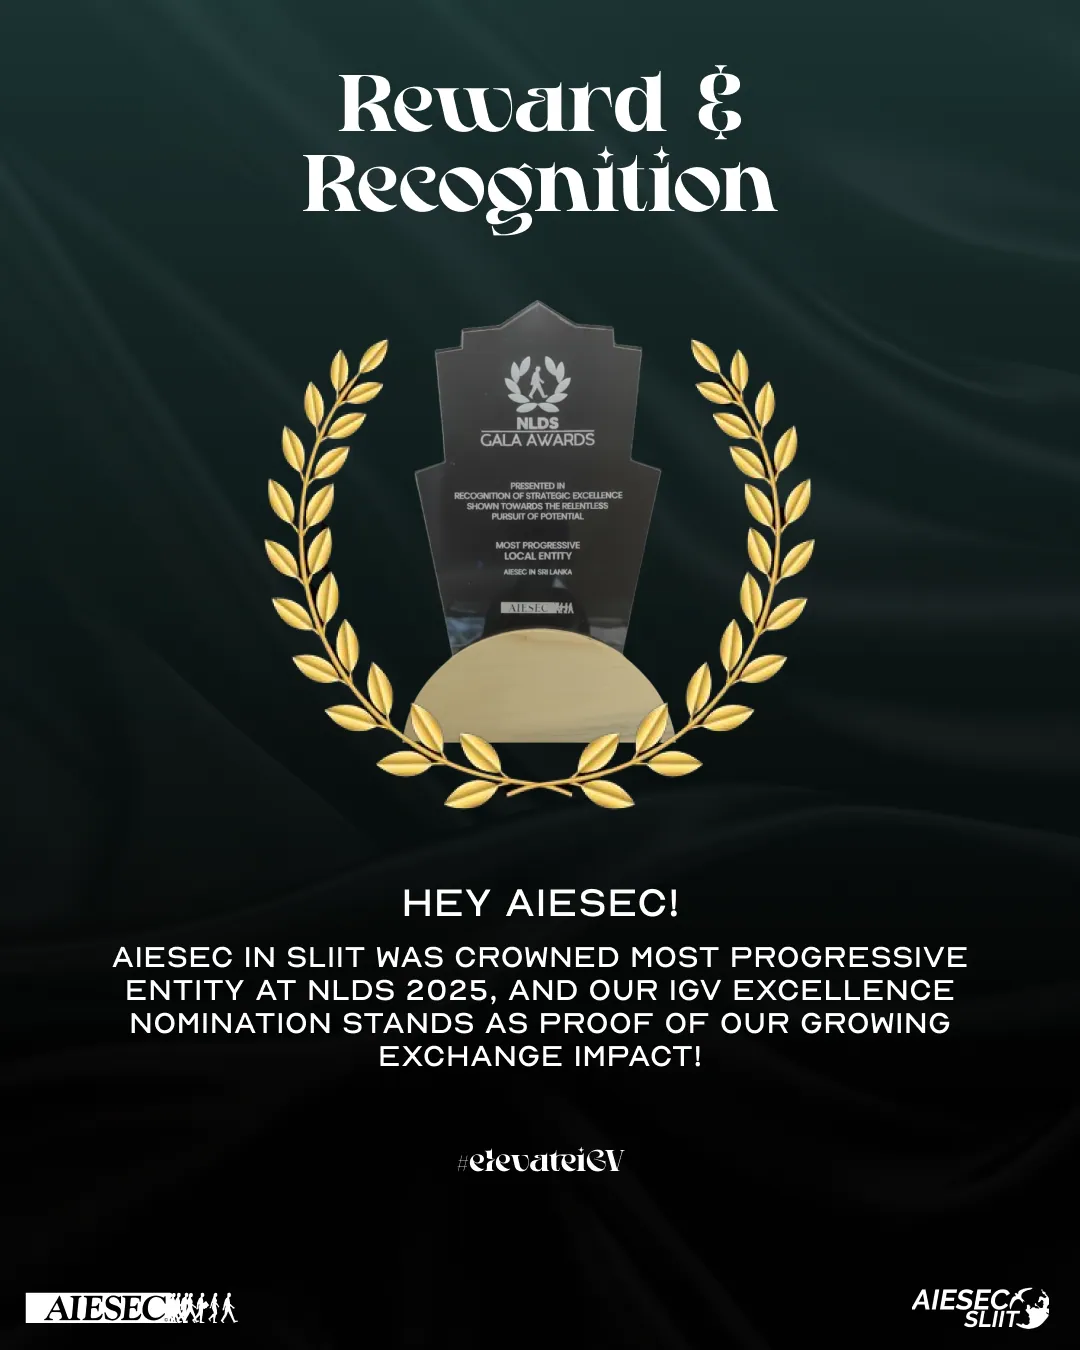 Reward &
Recognition
NLDS
GALA AWARDS
PRESENTED IN
RECOGNITION OF STRATEGIC EXCELLENCE
SHOWN TOWARDS THE RELENTLESS
PURSUIT OF POTENTIAL
MOST PROGRESSIVE
LOCAL ENTITY
AIESEC IN SRI LANKA
AIESEC
HEY AIESEC!
AIESEC IN SLIIT WAS CROWNED MOST PROGRESSIVE
ENTITY AT NLDS 2025, AND OUR IGV EXCELLENCE
NOMINATION STANDS AS PROOF OF OUR GROWING
EXCHANGE IMPACT!
#elevateiGV
AIESEC
AIESEC
SLIIT